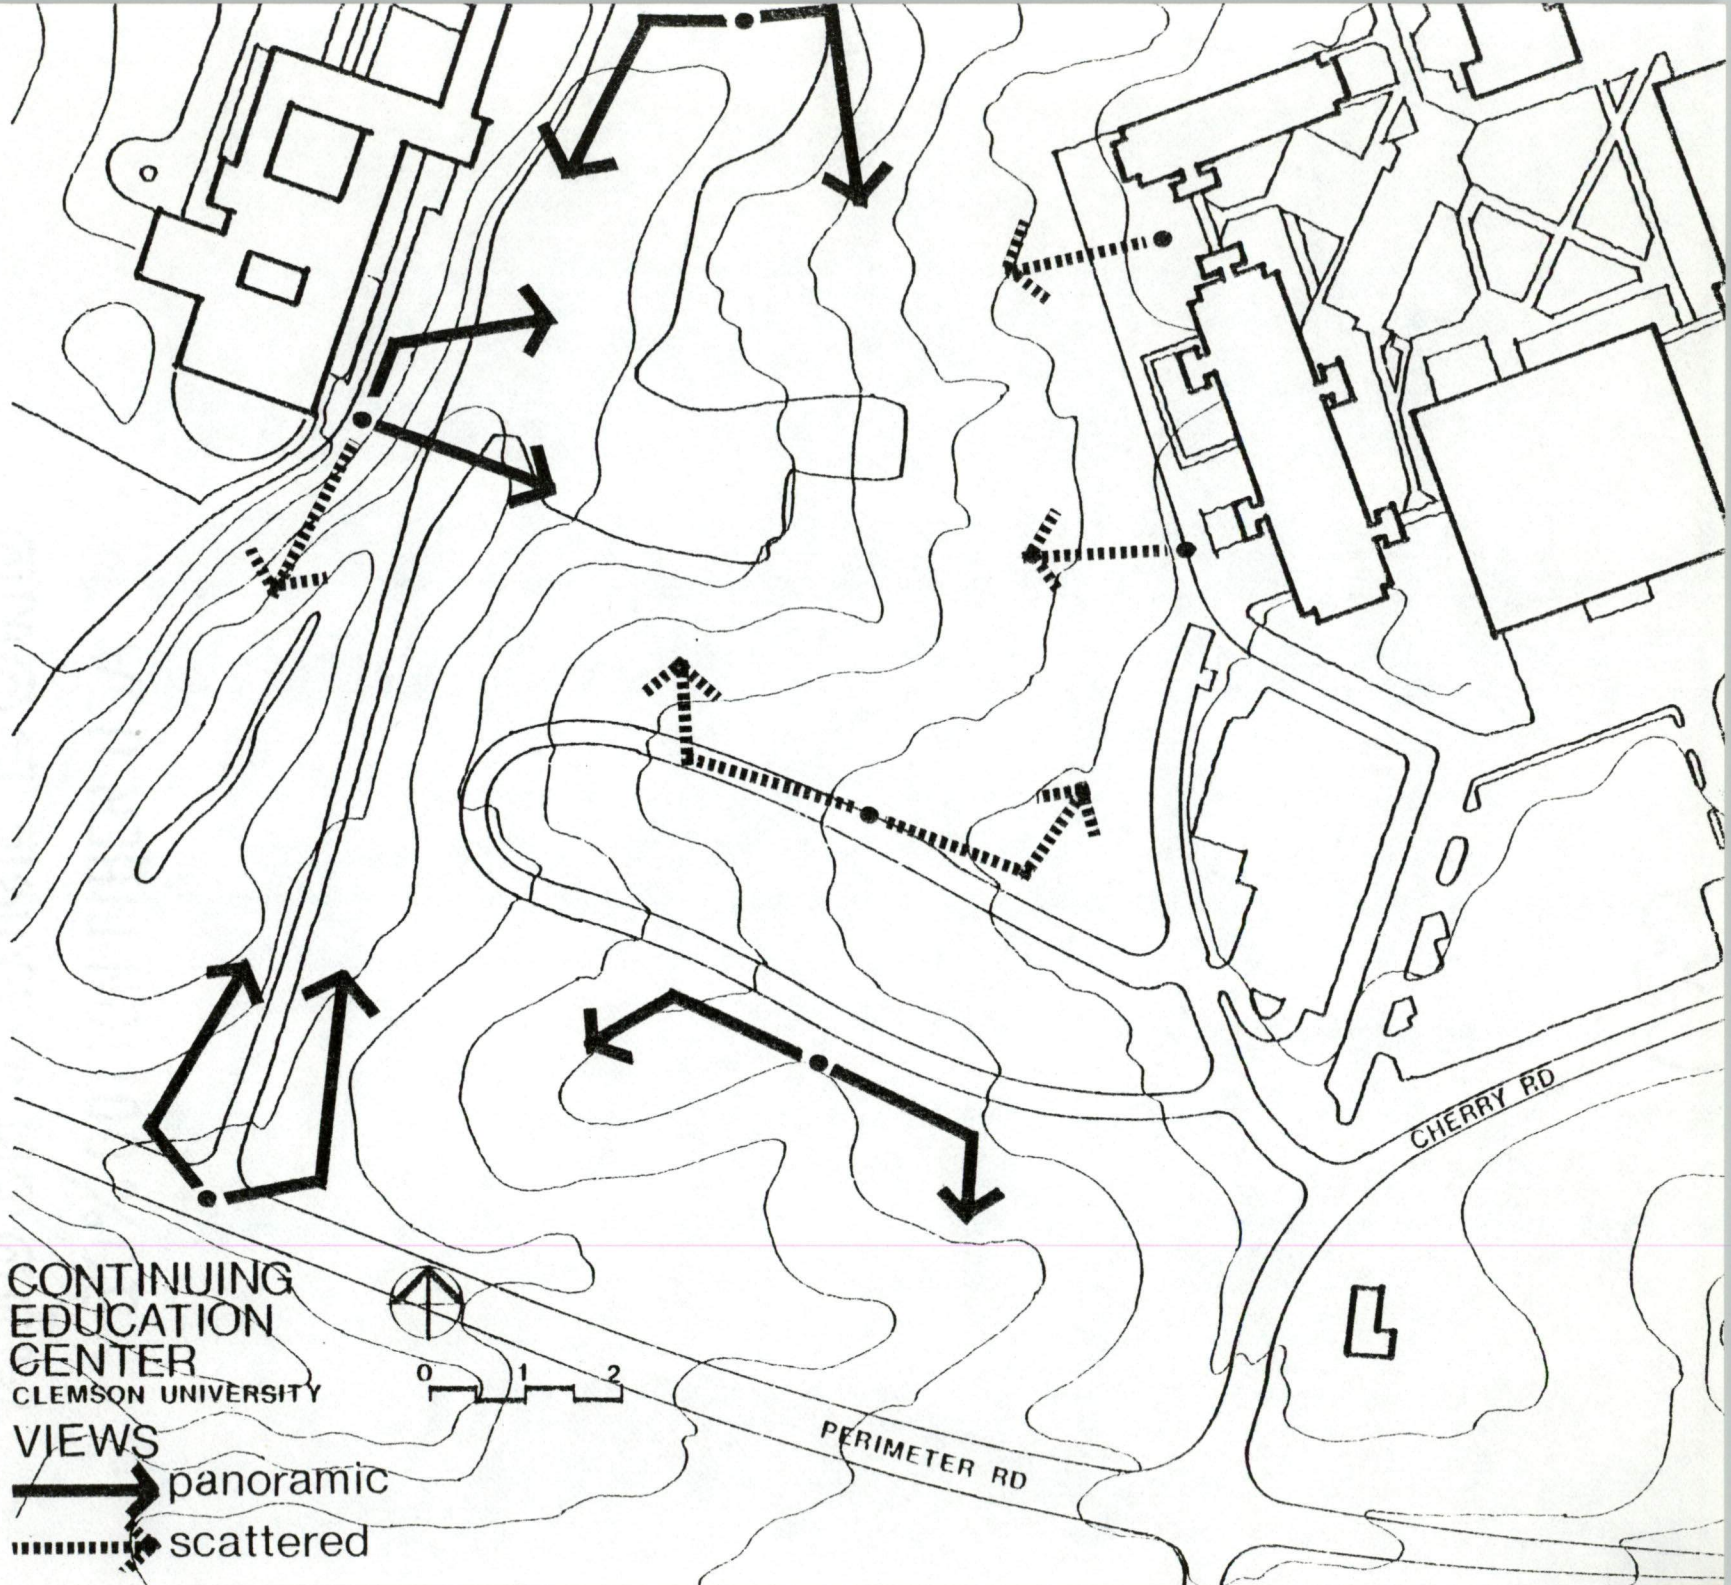 CHERRY RD
CONTINUING
EDUCATION
CENTER
CLEMSON UNIVERSITY
0 1 2
VIEWS
panoramic
scattered
PERIMETER RD